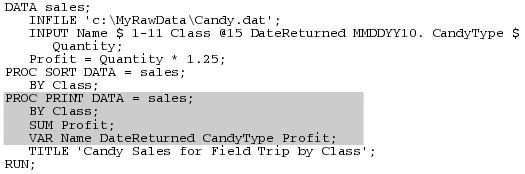 DATA sales;
INFILE 'c:\MyRawData\Candy.dat';
INPUT Name $ 1-11 Class @15 DateReturned MMDDYY10. CandyType $
Quantity;
Profit = Quantity * 1.25;
PROC SORT DATA = sales;
BY Class;
PROC PRINT DATA = sales;
BY Class;
SUM Profit;
VAR Name DateReturned CandyType Profit;
TITLE 'Candy Sales for Field Trip by Class';
RUN;